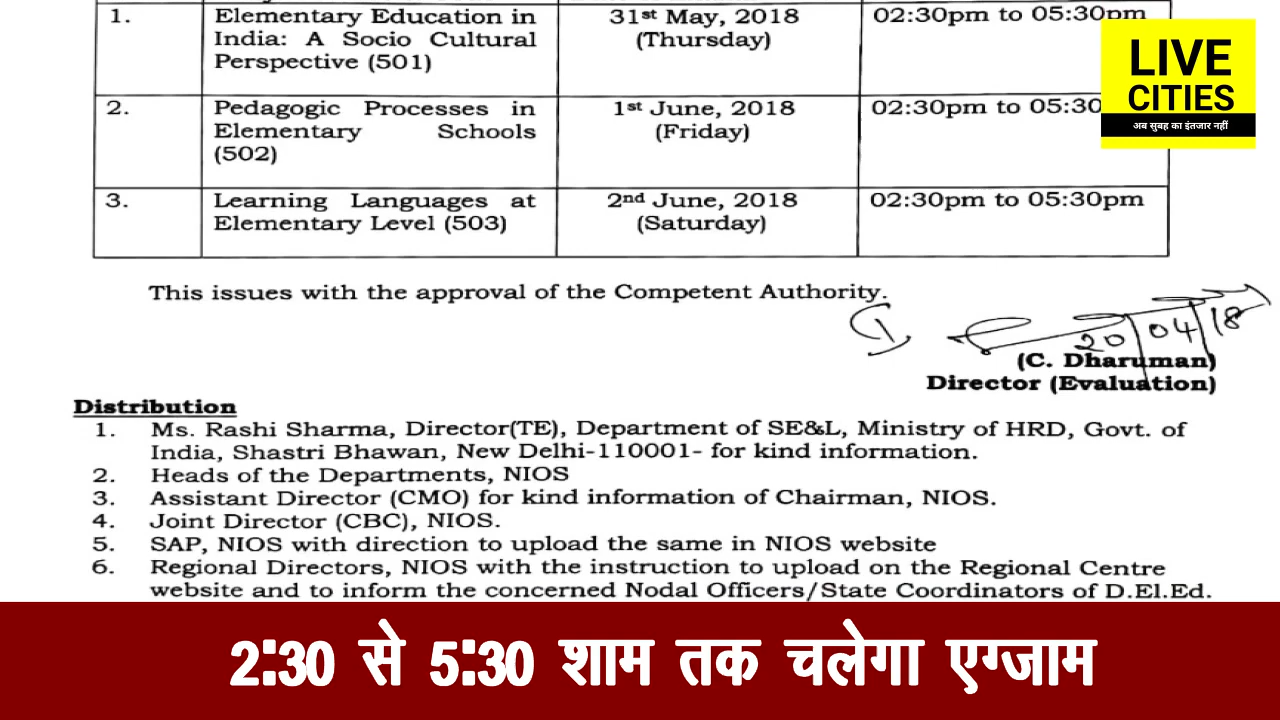 1. Elementary Education in 31st May, 2018 02:30pm to 05:30pm
India: A Socio Cultural (Thursday)
Perspective (501)
LIVE
CITIES
अब सुबह का इंतजार नहीं
2. Pedagogic Processes in 1st June, 2018 02:30pm to 05:30
Elementary Schools (Friday)
(502)
3. Learning Languages at 2nd June, 2018 02:30pm to 05:30pm
Elementary Level (503) (Saturday)
This issues with the approval of the Competent Authority.
20/04/18
(C. Dharuman)
Director (Evaluation)
Distribution
1. Ms. Rashi Sharma, Director(TE), Department of SE&L, Ministry of HRD, Govt. of
India, Shastri Bhawan, New Delhi-110001- for kind information.
2. Heads of the Departments, NIOS
3. Assistant Director (CMO) for kind information of Chairman, NIOS.
4. Joint Director (CBC), NIOS.
5. SAP, NIOS with direction to upload the same in NIOS website
6. Regional Directors, NIOS with the instruction to upload on the Regional Centre
website and to inform the concerned Nodal Officers/State Coordinators of D.El.Ed.
2:30 से 5:30 शाम तक चलेगा एग्जाम